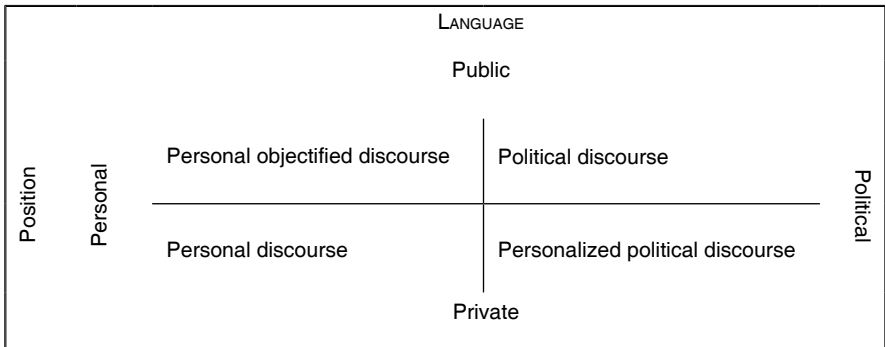 LANGUAGE
Public
Position
Personal
Personal objectified discourse
Political discourse
Political
Personal discourse
Personalized political discourse
Private